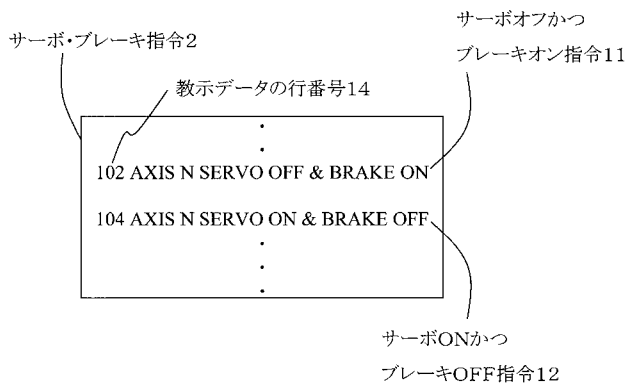 サーボオフかつ
ブレーキオン指令11
サーボ・ブレーキ指令2
教示データの行番号14
102 AXIS N SERVO OFF & BRAKE ON
104 AXIS N SERVO ON & BRAKE OFF
サーボONかつ
ブレーキOFF指令12